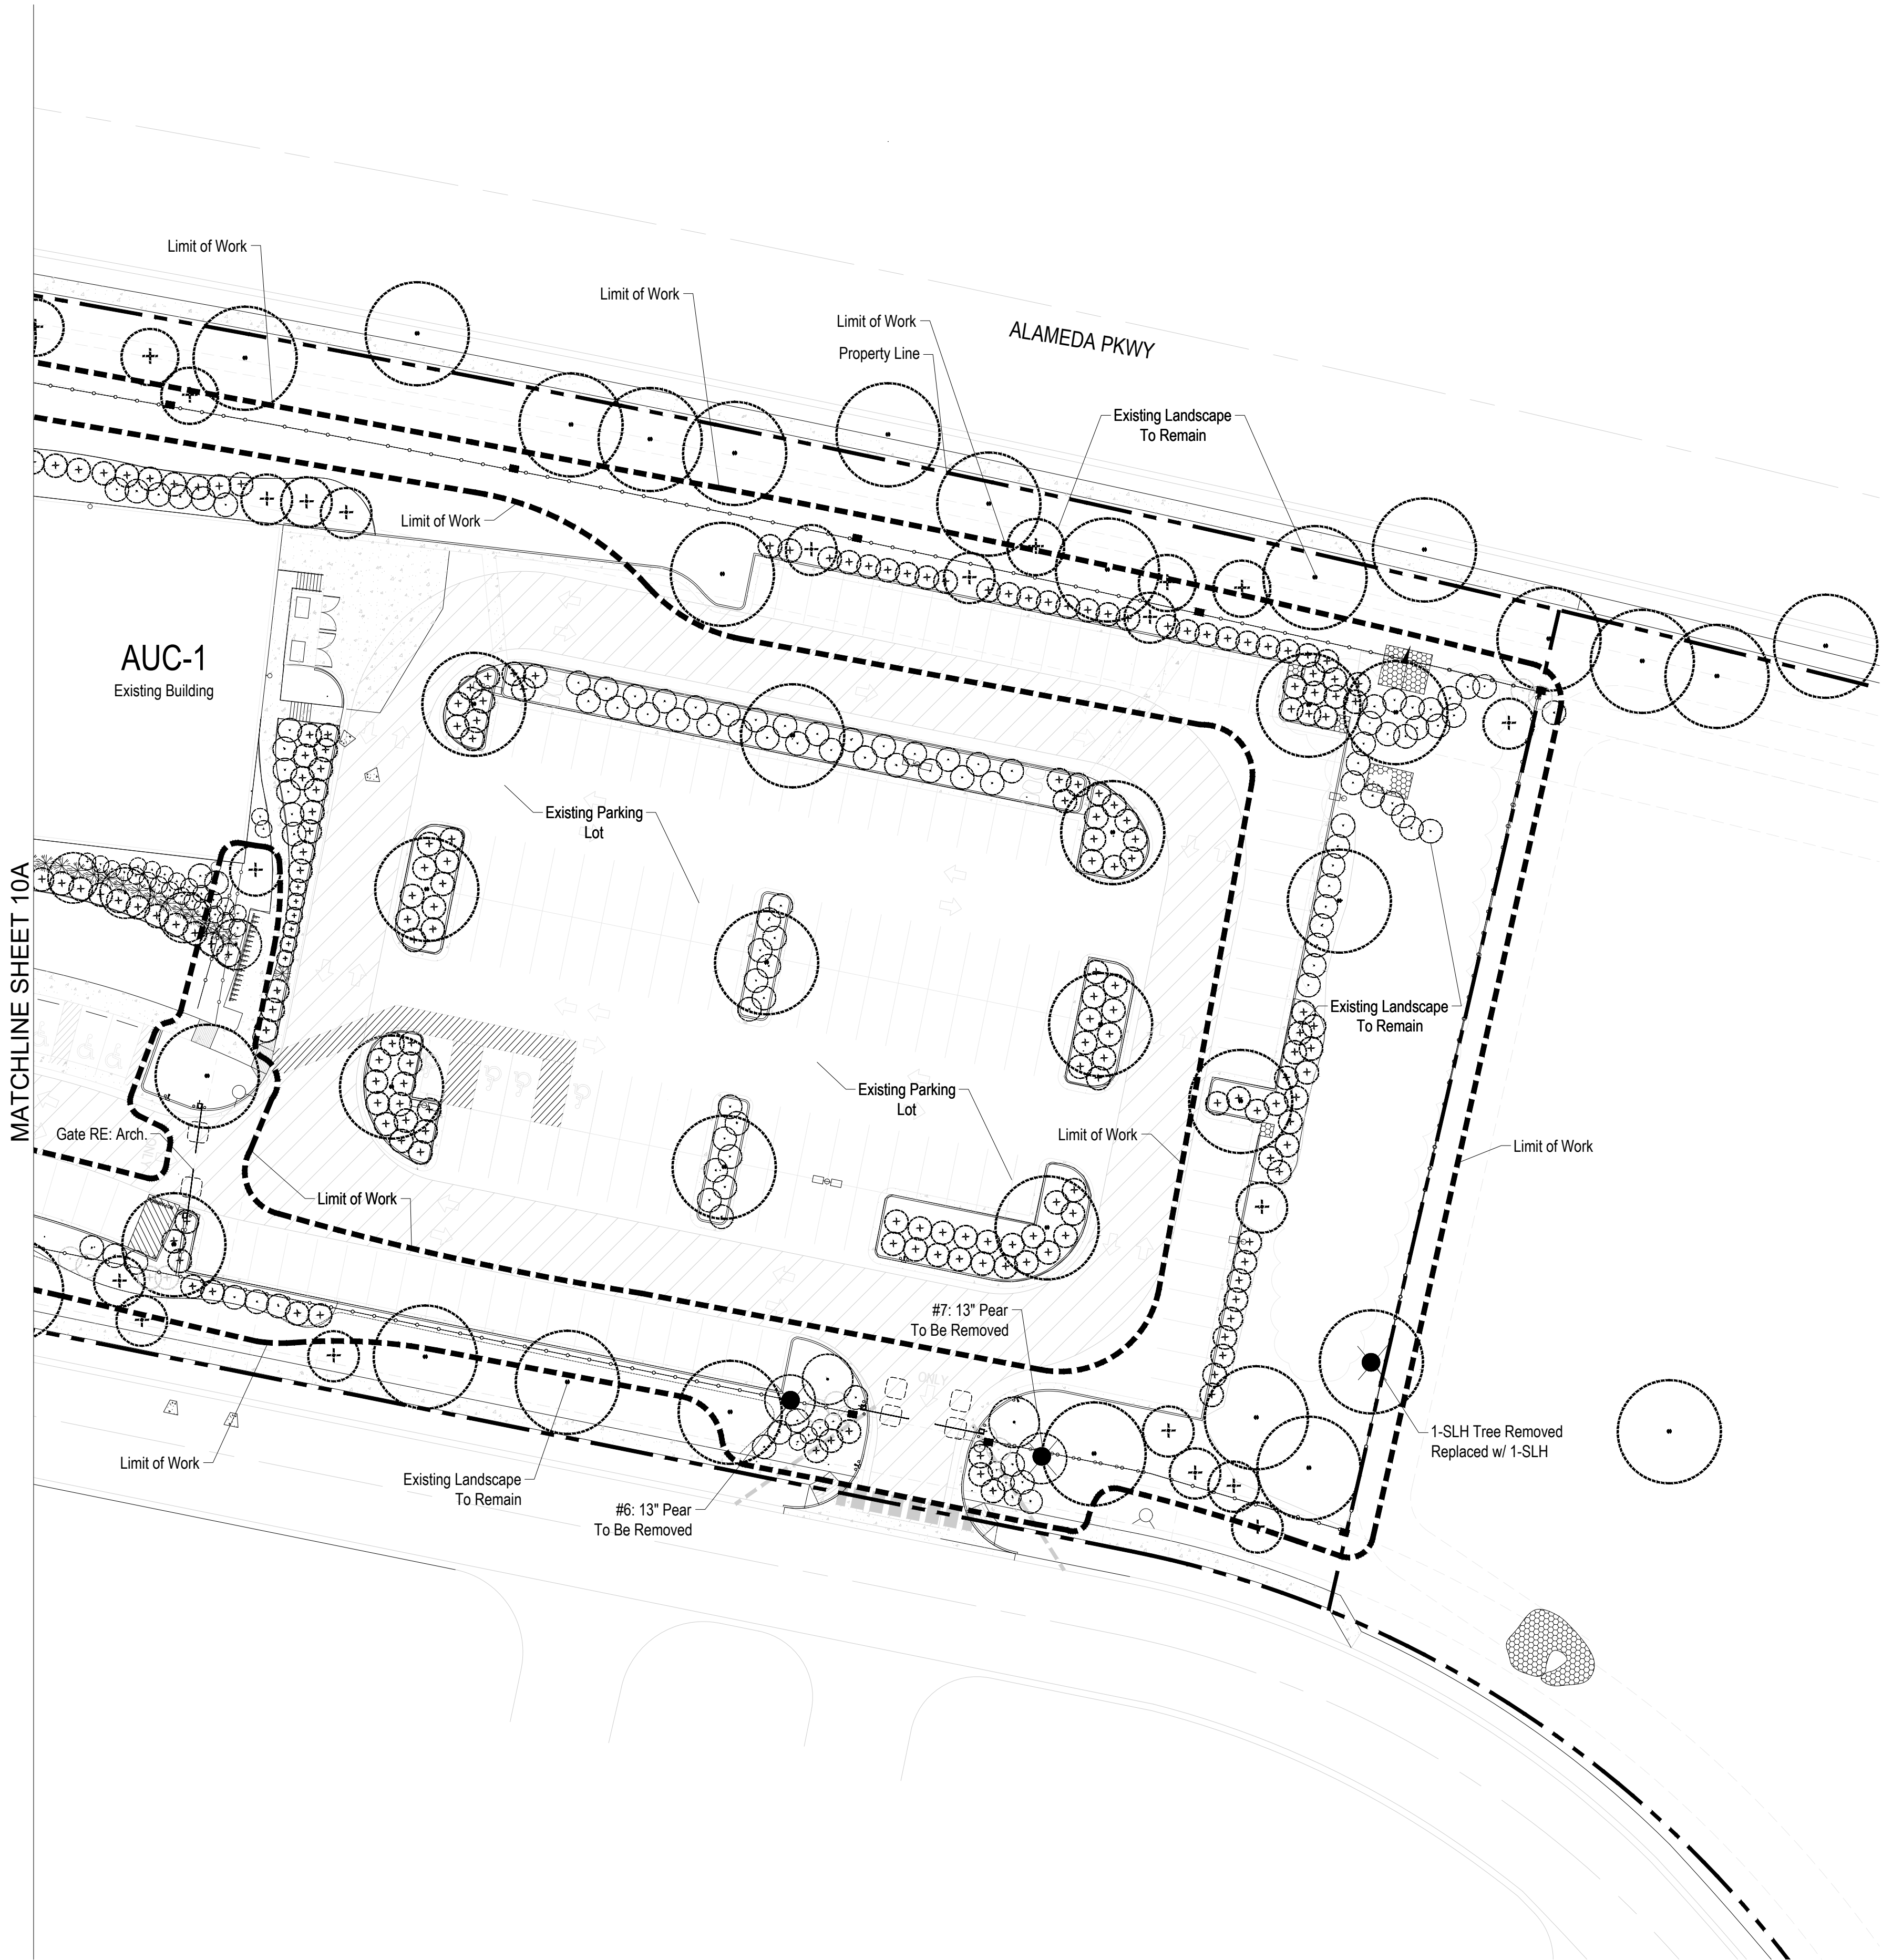 Limit of Work
Limit of Work
Limit of Work
Property Line
ALAMEDA PKWY
Existing Landscape
To Remain
Limit of Work
AUC-1
Existing Building
Existing Parking
Lot
MATCHLINE SHEET 10A
Existing Landscape
To Remain
Existing Parking
Lot
Gate RE: Arch.
Limit of Work
Limit of Work
Limit of Work
#7: 13" Pear
To Be Removed
ONLY
1-SLH Tree Removed
Replaced w/ 1-SLH
Limit of Work
Existing Landscape
To Remain
#6: 13" Pear
To Be Removed